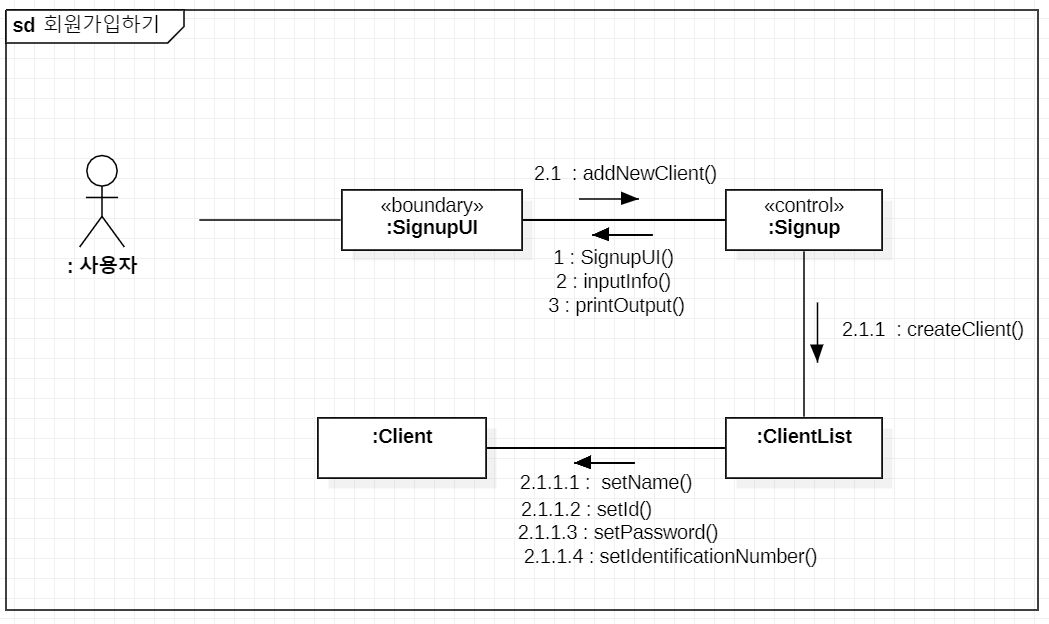 sd 회원가입하기
2.1 : addNewClient()
«boundary»
:SignupUI
«control»
:Signup
: 사용자
1 : SignupUI()
2 : inputInfo()
3 : printOutput()
2.1.1 : createClient()
:Client
:ClientList
2.1.1.1 : setName()
2.1.1.2 : setId()
2.1.1.3 : setPassword()
2.1.1.4 : setIdentificationNumber()